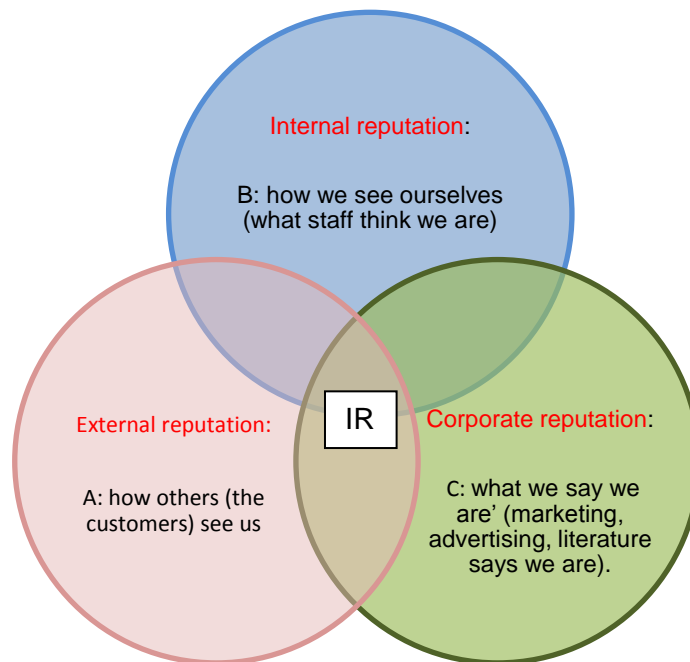 Internal reputation:
B: how we see ourselves
(what staff think we are)
IR
External reputation:
A: how others (the
customers) see us
Corporate reputation:
C: what we say we
are’ (marketing,
advertising, literature
says we are).